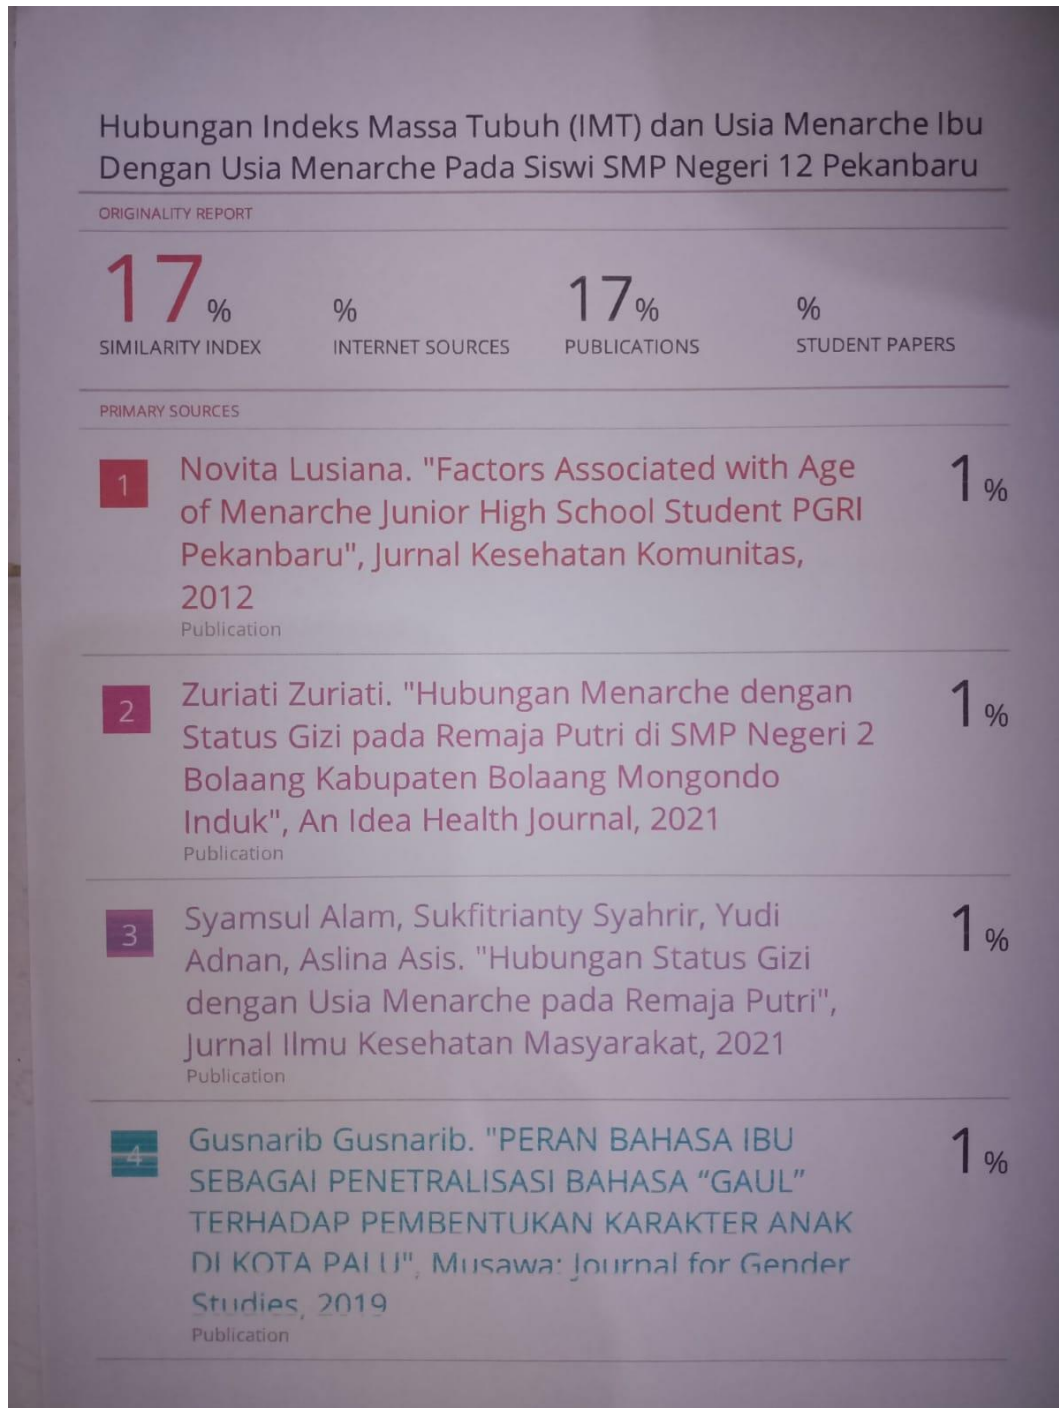 Hubungan Indeks Massa Tubuh (IMT) dan Usia Menarche Ibu
Dengan Usia Menarche Pada Siswi SMP Negeri 12 Pekanbaru
ORIGINALITY REPORT
17% % 17% %
SIMILARITY INDEX INTERNET SOURCES PUBLICATIONS STUDENT PAPERS
PRIMARY SOURCES
1 Novita Lusiana. "Factors Associated with Age 1%
of Menarche Junior High School Student PGRI
Pekanbaru", Jurnal Kesehatan Komunitas,
2012
Publication
2 Zuriati Zuriati. "Hubungan Menarche dengan 1%
Status Gizi pada Remaja Putri di SMP Negeri 2
Bolaang Kabupaten Bolaang Mongondo
Induk", An Idea Health Journal, 2021
Publication
3 Syamsul Alam, Sukfitrianty Syahrir, Yudi 1%
Adnan, Aslina Asis. "Hubungan Status Gizi
dengan Usia Menarche pada Remaja Putri",
Jurnal Ilmu Kesehatan Masyarakat, 2021
Publication
4 Gusnarib Gusnarib. "PERAN BAHASA IBU 1%
SEBAGAI PENETRALISASI BAHASA “GAUL”
TERHADAP PEMBENTUKAN KARAKTER ANAK
DI KOTA PALU", Musawa: Journal for Gender
Studies, 2019
Publication